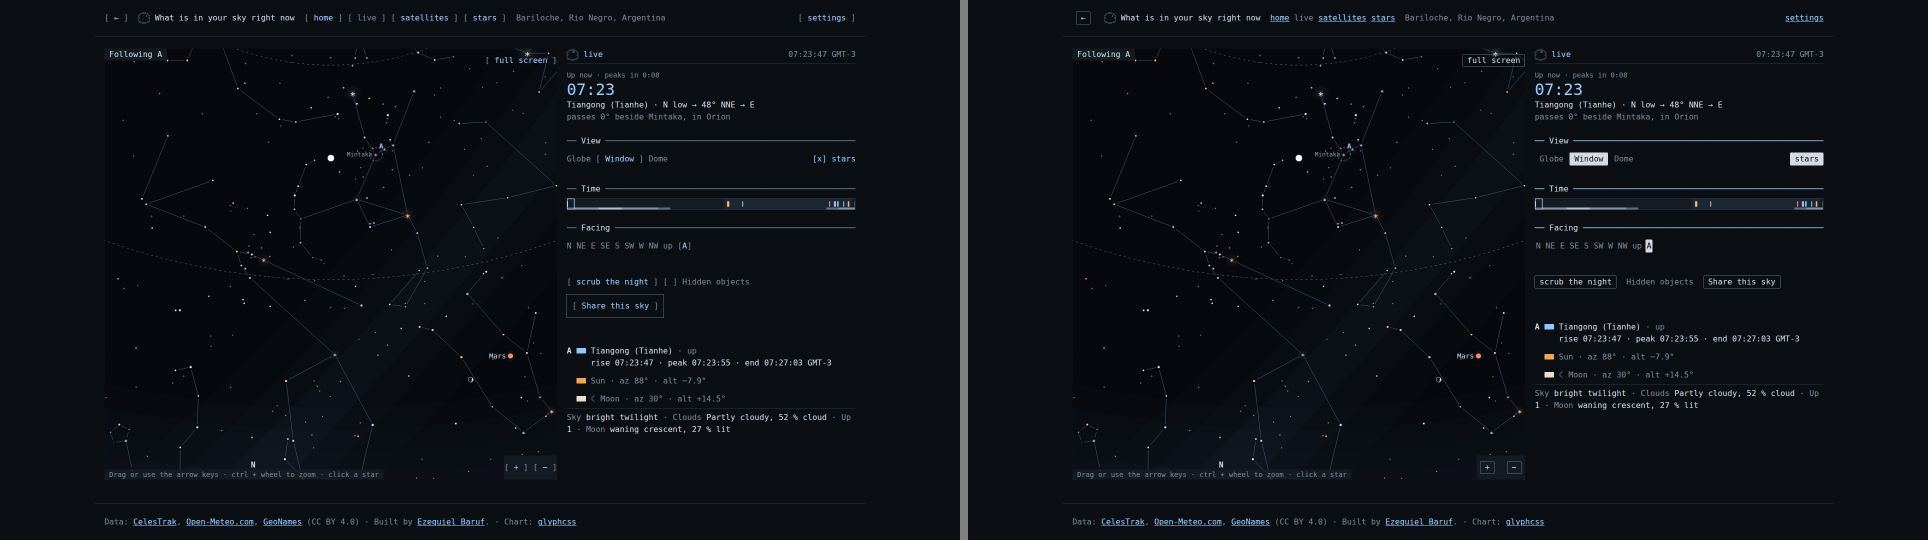 [ ← ] What is in your sky right now [ home ] [ live ] [ satellites ] [ stars ] Bariloche, Rio Negro, Argentina [ settings ]
Following A
[ full screen ]
Mintaka
A
Mars
N
Drag or use the arrow keys · ctrl + wheel to zoom · click a star
[ + ] [ − ]
live 07:23:47 GMT-3
Up now · peaks in 0:08
07:23
Tiangong (Tianhe) · N low → 48° NNE → E
passes 0° beside Mintaka, in Orion
View
Globe [ Window ] Dome [x] stars
Time
Facing
N NE E SE S SW W NW up [A]
[ scrub the night ] [ ] Hidden objects
[ Share this sky ]
A Tiangong (Tianhe) · up
rise 07:23:47 · peak 07:23:55 · end 07:27:03 GMT-3
Sun · az 88° · alt −7.9°
☾ Moon · az 30° · alt +14.5°
Sky bright twilight · Clouds Partly cloudy, 52 % cloud · Up
1 · Moon waning crescent, 27 % lit
Data: CelesTrak, Open-Meteo.com, GeoNames (CC BY 4.0) · Built by Ezequiel Baruf. · Chart: glyphcss
← What is in your sky right now home live satellites stars Bariloche, Rio Negro, Argentina settings
Following A
full screen
Mintaka
A
Mars
N
Drag or use the arrow keys · ctrl + wheel to zoom · click a star
+ −
live 07:23:47 GMT-3
Up now · peaks in 0:08
07:23
Tiangong (Tianhe) · N low → 48° NNE → E
passes 0° beside Mintaka, in Orion
View
Globe Window Dome stars
Time
Facing
N NE E SE S SW W NW up A
scrub the night Hidden objects Share this sky
A Tiangong (Tianhe) · up
rise 07:23:47 · peak 07:23:55 · end 07:27:03 GMT-3
Sun · az 88° · alt −7.9°
☾ Moon · az 30° · alt +14.5°
Sky bright twilight · Clouds Partly cloudy, 52 % cloud · Up
1 · Moon waning crescent, 27 % lit
Data: CelesTrak, Open-Meteo.com, GeoNames (CC BY 4.0) · Built by Ezequiel Baruf. · Chart: glyphcss